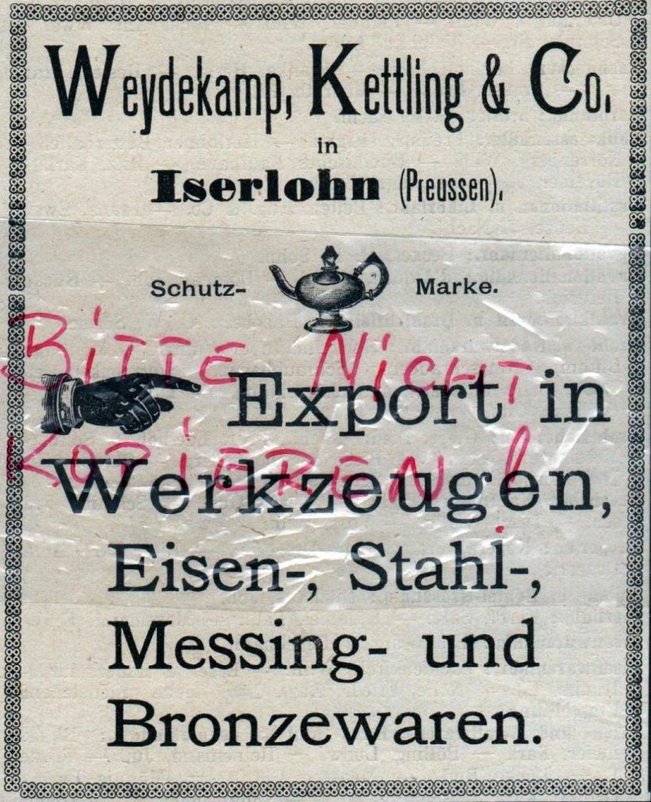 Weydekamp, Kettling & Co.
in
Iserlohn (Preussen).
Schutz- Marke.
BITTE NICHT
Export in
KOPIEREN!
Werkzeugen,
Eisen-, Stahl-,
Messing- und
Bronzewaren.